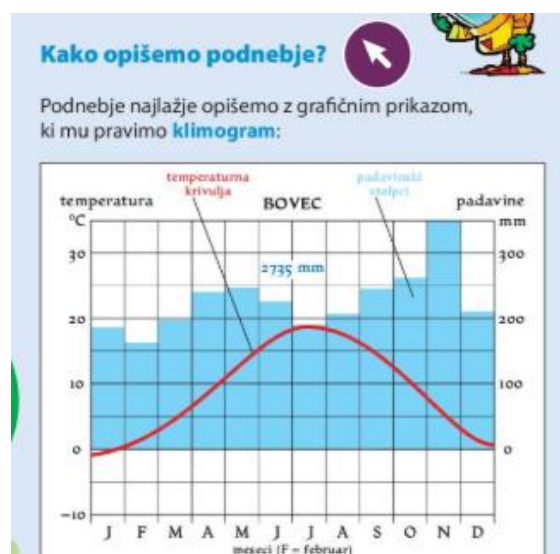 Kako opišemo podnebje?
Podnebje najlažje opišemo z grafičnim prikazom,
ki mu pravimo klimogram:
temperaturna
krivulja
padavinski
stolpci
temperatura BOVEC padavine
°C mm
30 300
2735 mm
20 200
10 100
0 0
-10
J F M A M J J A S O N D
meseci (F = februar)